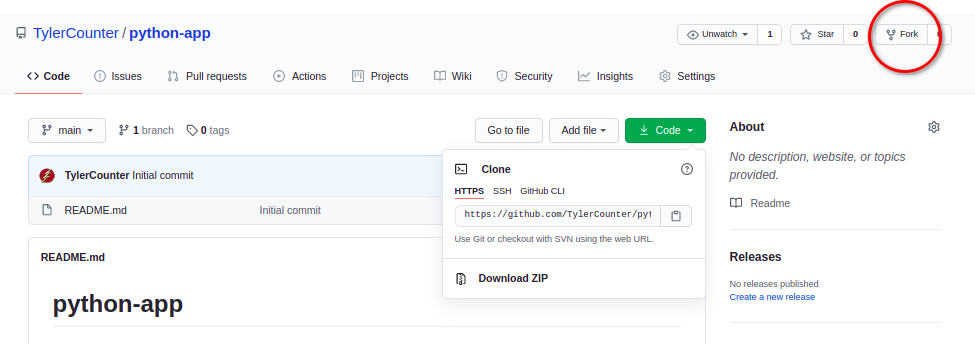 TylerCounter / python-app
Unwatch 1 Star 0 Fork
Code Issues Pull requests Actions Projects Wiki Security Insights Settings
main 1 branch 0 tags Go to file Add file Code
TylerCounter Initial commit
README.md Initial commit
Clone
HTTPS SSH GitHub CLI
https://github.com/TylerCounter/pyt
Use Git or checkout with SVN using the web URL.
Download ZIP
README.md
python-app
About
No description, website, or topics
provided.
Readme
Releases
No releases published
Create a new release